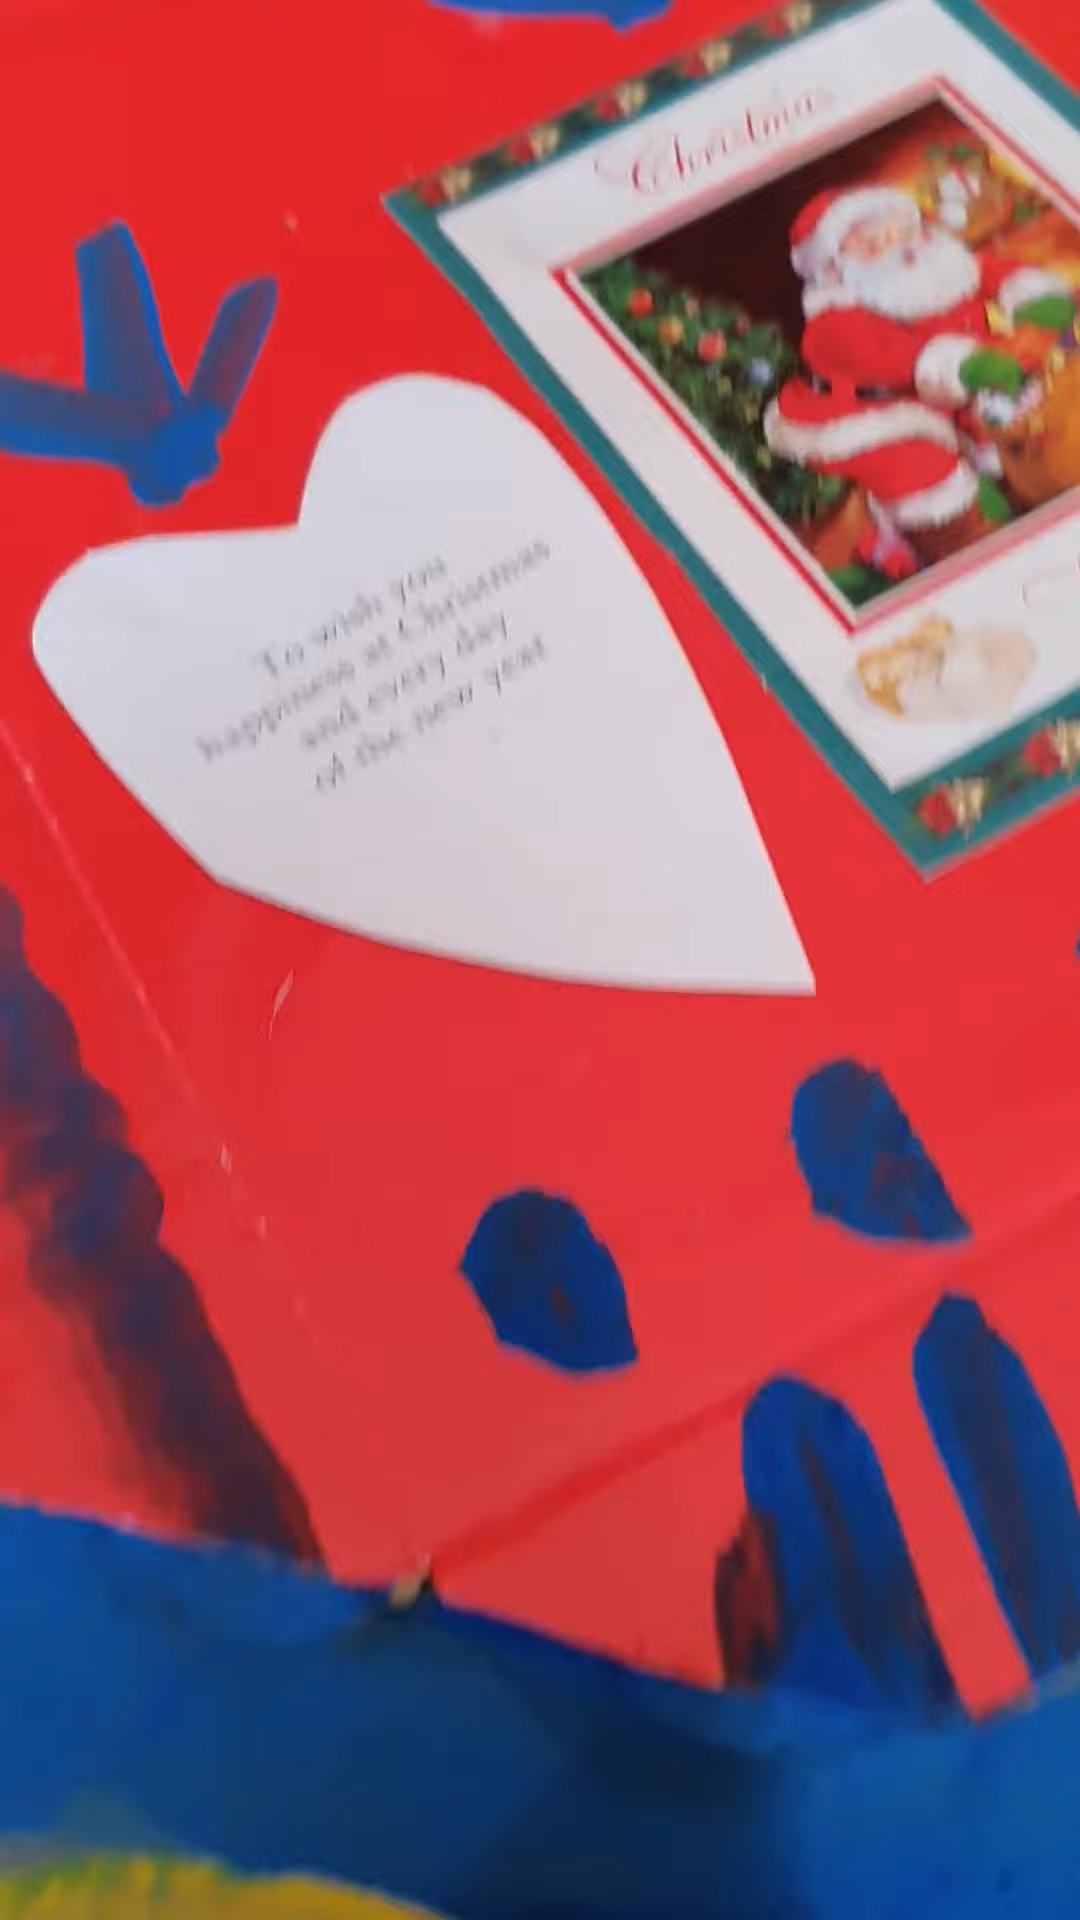 Christmas
To wish you
happiness at Christmas
and every day
of the new year